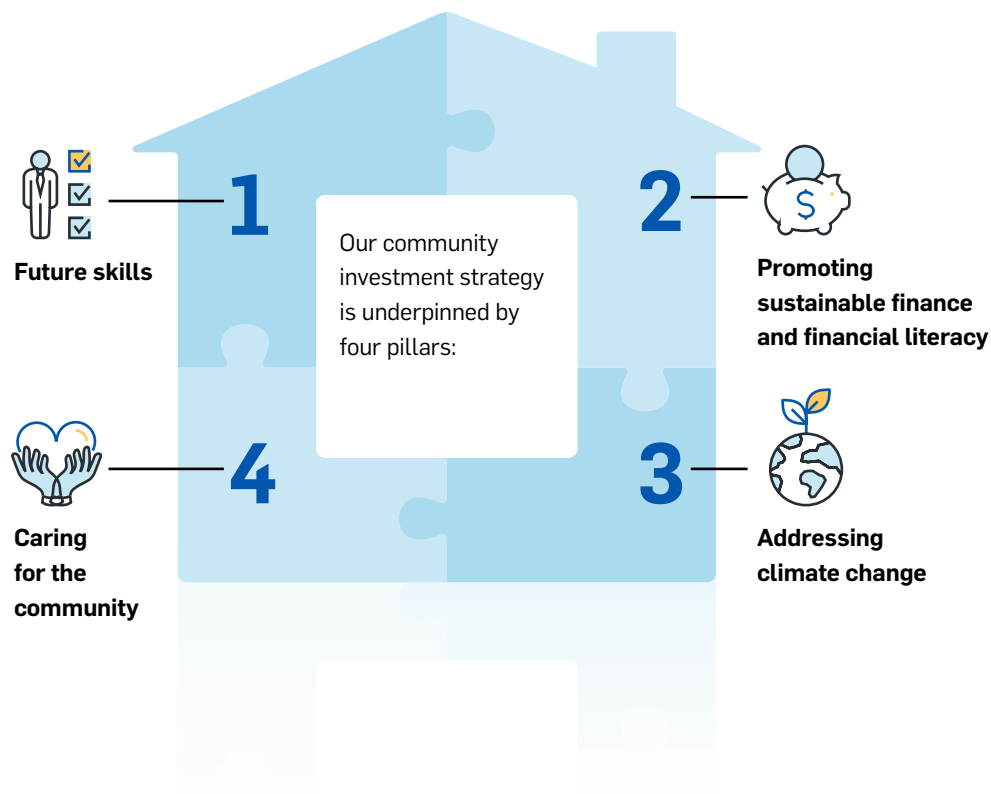 Our community
investment strategy
is underpinned by
four pillars:
1
Future skills
2
$
Promoting
sustainable finance
and financial literacy
3
Addressing
climate change
4
Caring
for the
community